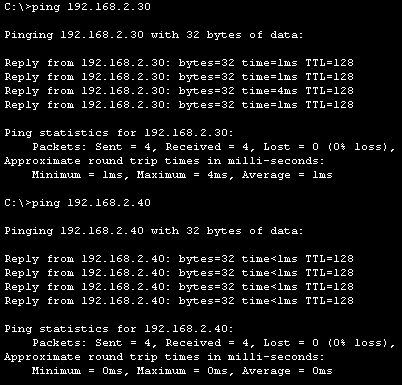 C:\>ping 192.168.2.30
Pinging 192.168.2.30 with 32 bytes of data:
Reply from 192.168.2.30: bytes=32 time=1ms TTL=128
Reply from 192.168.2.30: bytes=32 time=1ms TTL=128
Reply from 192.168.2.30: bytes=32 time=4ms TTL=128
Reply from 192.168.2.30: bytes=32 time=1ms TTL=128
Ping statistics for 192.168.2.30:
    Packets: Sent = 4, Received = 4, Lost = 0 (0% loss),
Approximate round trip times in milli-seconds:
    Minimum = 1ms, Maximum = 4ms, Average = 1ms
C:\>ping 192.168.2.40
Pinging 192.168.2.40 with 32 bytes of data:
Reply from 192.168.2.40: bytes=32 time<1ms TTL=128
Reply from 192.168.2.40: bytes=32 time<1ms TTL=128
Reply from 192.168.2.40: bytes=32 time<1ms TTL=128
Reply from 192.168.2.40: bytes=32 time<1ms TTL=128
Ping statistics for 192.168.2.40:
    Packets: Sent = 4, Received = 4, Lost = 0 (0% loss),
Approximate round trip times in milli-seconds:
    Minimum = 0ms, Maximum = 0ms, Average = 0ms